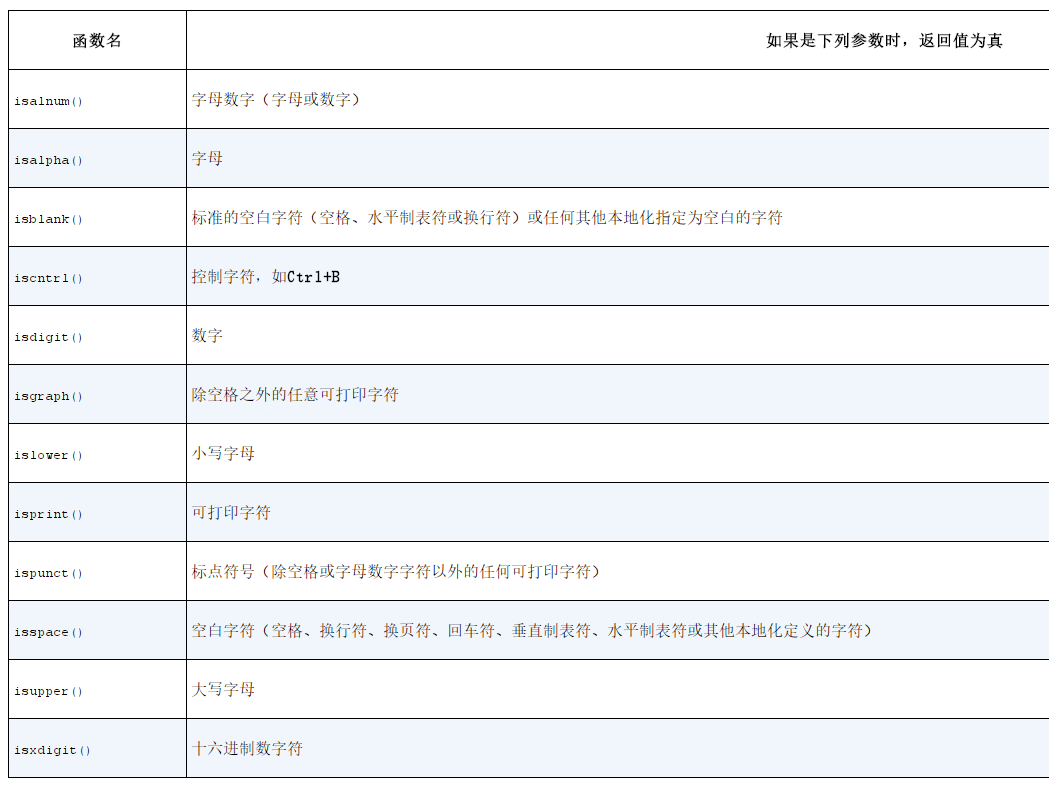 函数名 如果是下列参数时，返回值为真
isalnum() 字母数字（字母或数字）
isalpha() 字母
isblank() 标准的空白字符（空格、水平制表符或换行符）或任何其他本地化指定为空白的字符
iscntrl() 控制字符，如Ctrl+B
isdigit() 数字
isgraph() 除空格之外的任意可打印字符
islower() 小写字母
isprint() 可打印字符
ispunct() 标点符号（除空格或字母数字字符以外的任何可打印字符）
isspace() 空白字符（空格、换行符、换页符、回车符、垂直制表符、水平制表符或其他本地化定义的字符）
isupper() 大写字母
isxdigit() 十六进制数字符